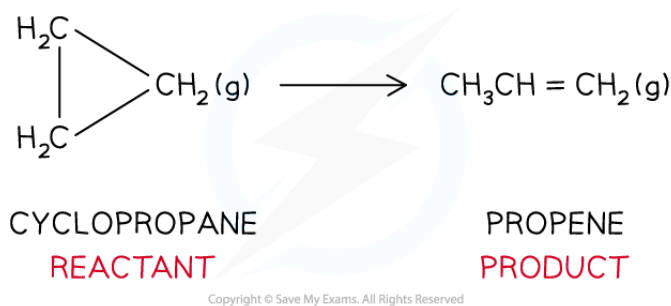 H₂C
CH₂(g) ⟶ CH₃CH = CH₂(g)
H₂C
CYCLOPROPANE PROPENE
REACTANT PRODUCT
Copyright © Save My Exams. All Rights Reserved